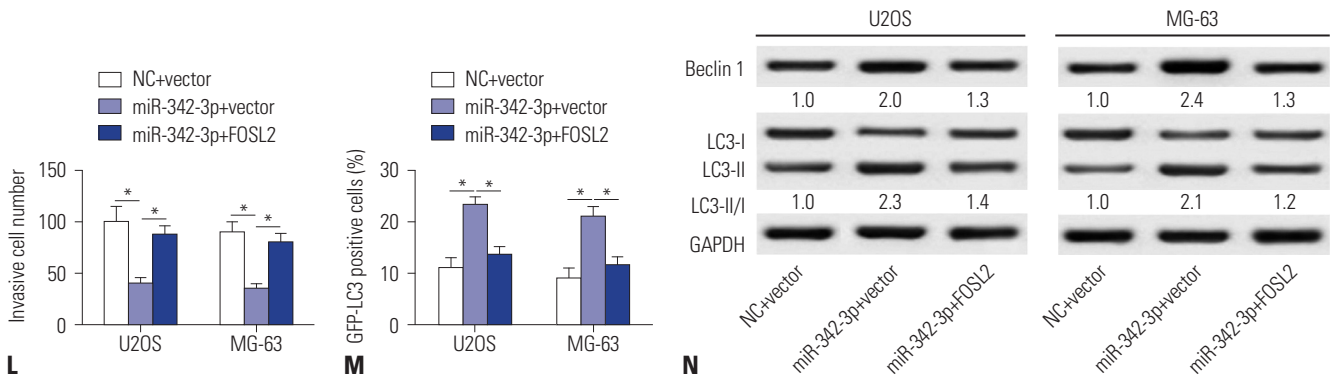 NC+vector
miR-342-3p+vector
miR-342-3p+FOSL2
Invasive cell number
150
100
50
0
*
*
*
*
U2OS
MG-63
L
NC+vector
miR-342-3p+vector
miR-342-3p+FOSL2
GFP-LC3 positive cells (%)
30
20
10
0
*
*
*
*
U2OS
MG-63
M
U2OS
MG-63
Beclin 1
1.0 2.0 1.3 1.0 2.4 1.3
LC3-I
LC3-II
LC3-II/I 1.0 2.3 1.4 1.0 2.1 1.2
GAPDH
NC+vector
miR-342-3p+vector
miR-342-3p+FOSL2
NC+vector
miR-342-3p+vector
miR-342-3p+FOSL2
N